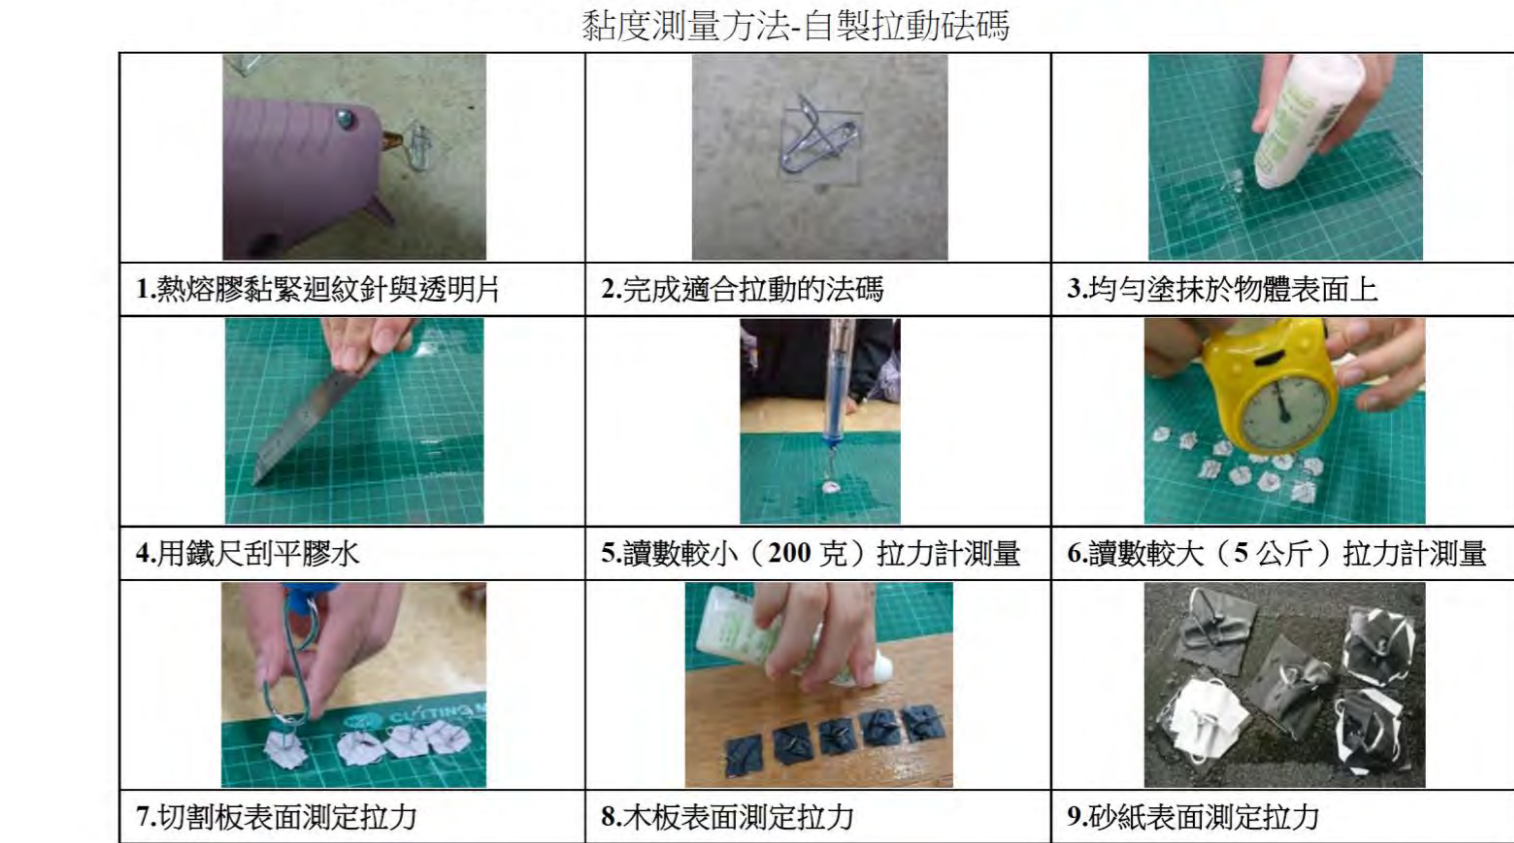 黏度測量方法-自製拉動砝碼
1.熱熔膠黏緊迴紋針與透明片
2.完成適合拉動的法碼
3.均勻塗抹於物體表面上
4.用鐵尺刮平膠水
5.讀數較小（200 克）拉力計測量
6.讀數較大（5 公斤）拉力計測量
CUTTING M
7.切割板表面測定拉力
8.木板表面測定拉力
9.砂紙表面測定拉力